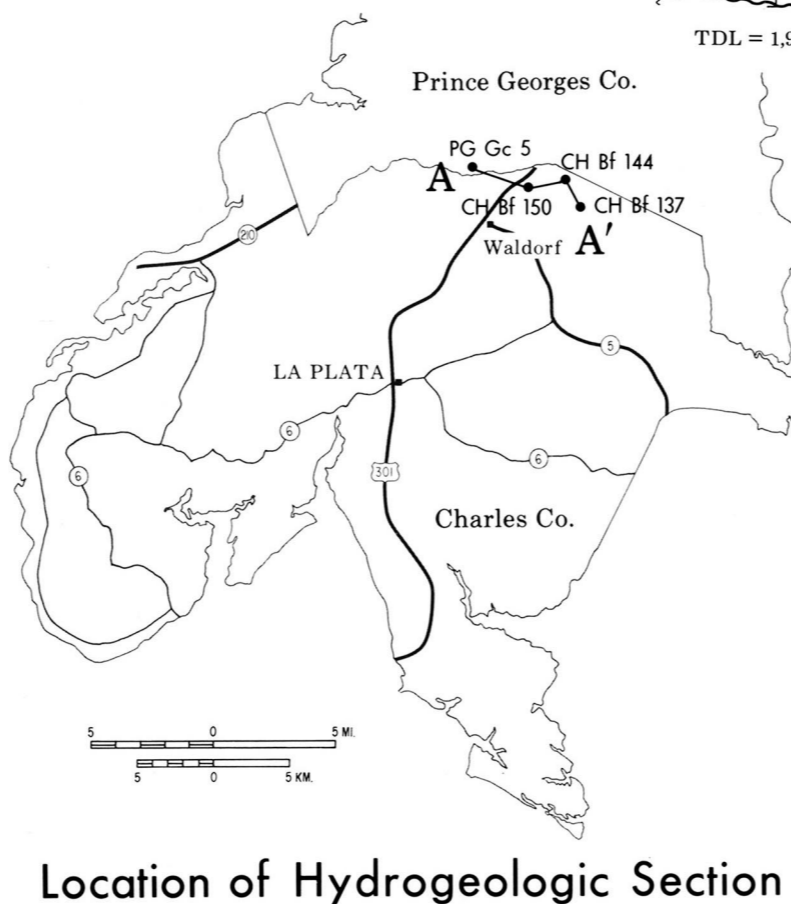 TDL = 1,9
Prince Georges Co.
PG Gc 5
CH Bf 144
A
CH Bf 150
CH Bf 137
Waldorf
A'
210
5
LA PLATA
6
6
6
301
Charles Co.
5 0 5 MI.
5 0 5 KM.
Location of Hydrogeologic Section